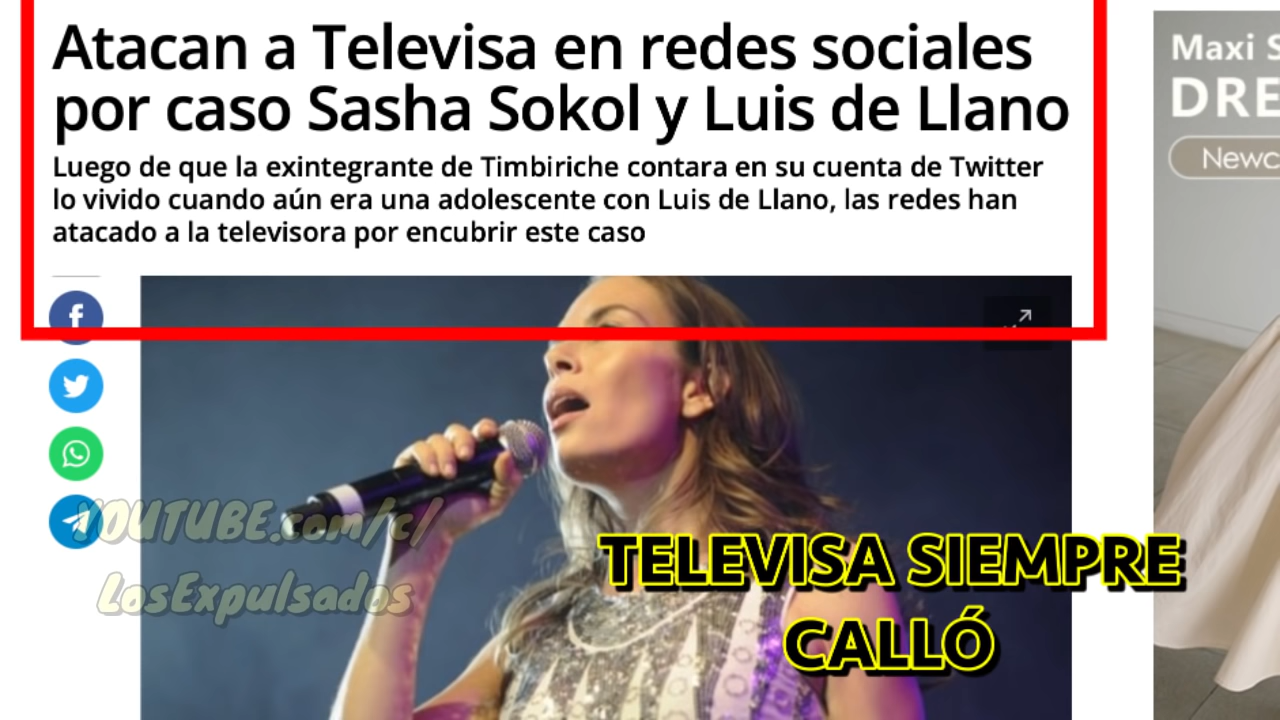 Atacan a Televisa en redes sociales
por caso Sasha Sokol y Luis de Llano
Luego de que la exintegrante de Timbiriche contara en su cuenta de Twitter
lo vivido cuando aún era una adolescente con Luis de Llano, las redes han
atacado a la televisora por encubrir este caso
Maxi
Newc
YOUTUBE.com/c/
LosExpulsados
TELEVISA SIEMPRE
CALLÓ